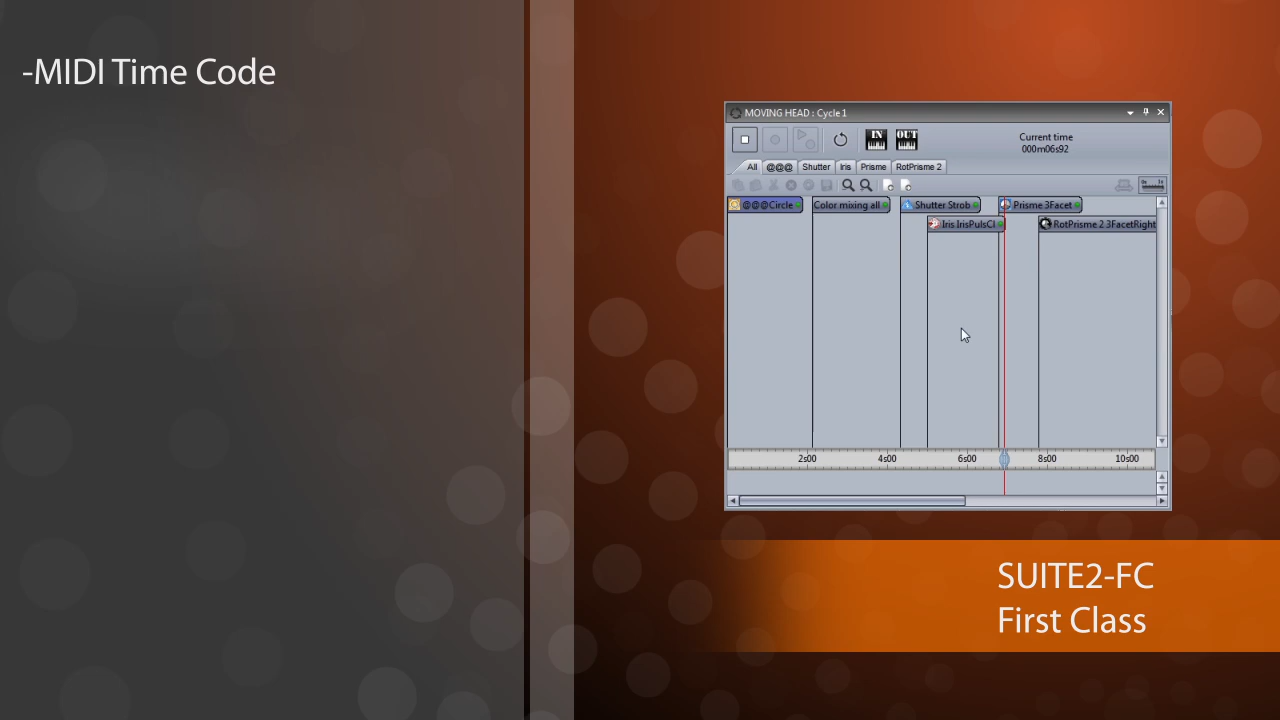 -MIDI Time Code
MOVING HEAD : Cycle 1
IN OUT
Current time
000m06s92
All @@@ Shutter Iris Prisme RotPrisme 2
@@@Circle Color mixing all Shutter Strob Prisme 3Facet
Iris IrisPulsCl RotPrisme 2 3FacetRight
2s00 4s00 6s00 8s00 10s00
SUITE2-FC
First Class